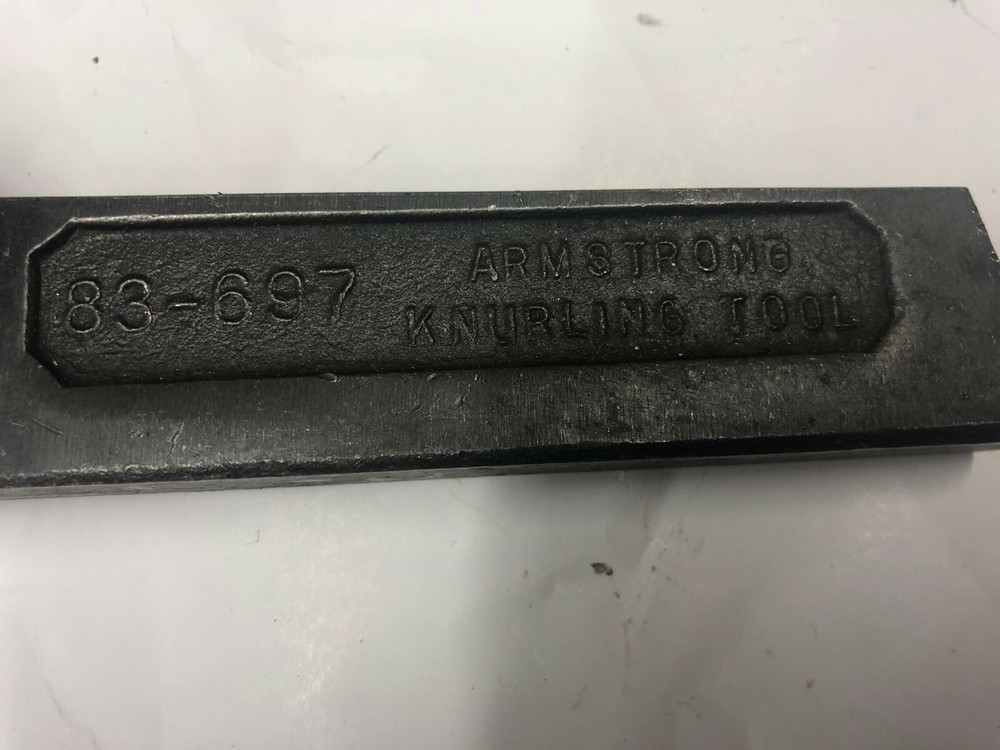 83-697
ARMSTRONG
KNURLING TOOL